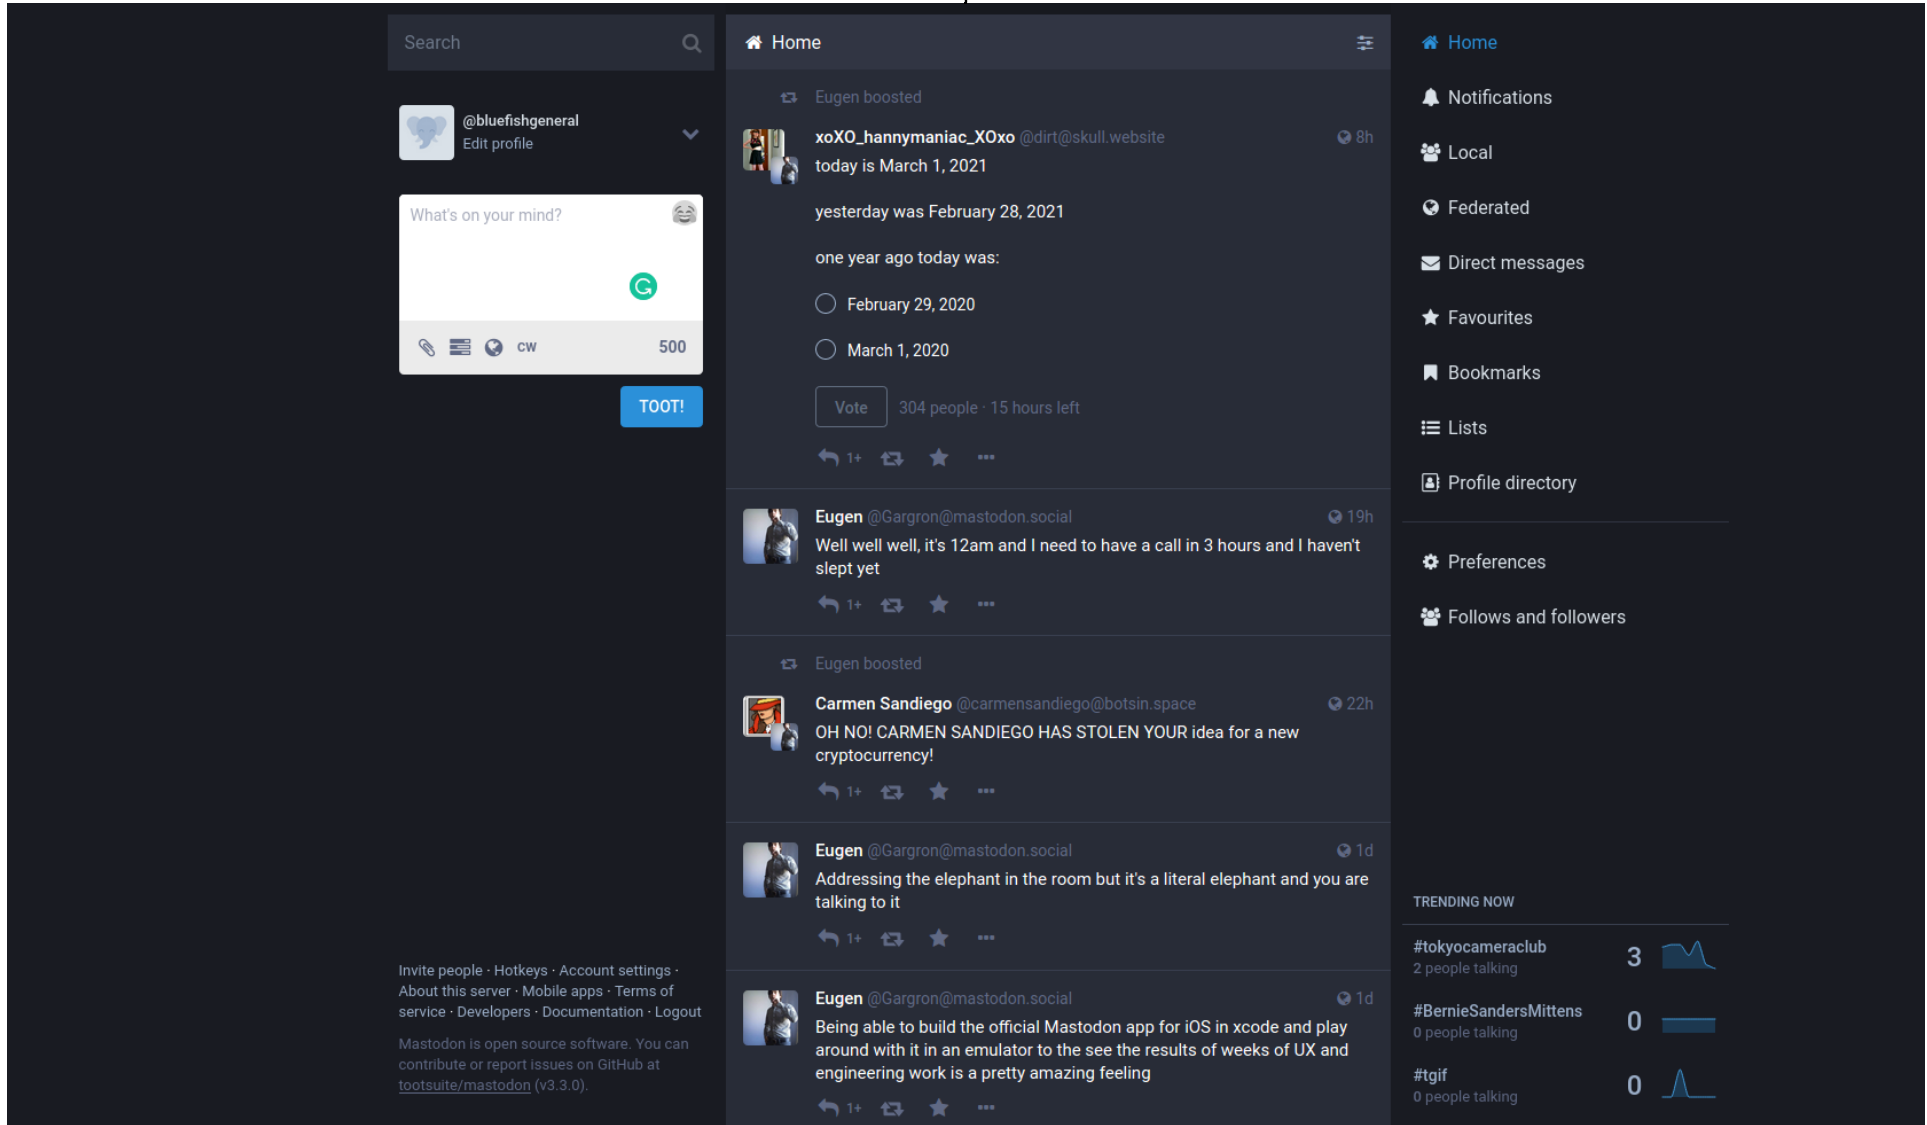 Search
@bluefishgeneral
Edit profile
What's on your mind?
CW
500
TOOT!
Invite people · Hotkeys · Account settings ·
About this server · Mobile apps · Terms of
service · Developers · Documentation · Logout
Mastodon is open source software. You can
contribute or report issues on GitHub at
tootsuite/mastodon (v3.3.0).
Home
Eugen boosted
xoXO_hannymaniac_XOxo @dirt@skull.website 8h
today is March 1, 2021
yesterday was February 28, 2021
one year ago today was:
February 29, 2020
March 1, 2020
Vote 304 people · 15 hours left
1+
Eugen @Gargron@mastodon.social 19h
Well well well, it's 12am and I need to have a call in 3 hours and I haven't
slept yet
1+
Eugen boosted
Carmen Sandiego @carmensandiego@botsin.space 22h
OH NO! CARMEN SANDIEGO HAS STOLEN YOUR idea for a new
cryptocurrency!
1+
Eugen @Gargron@mastodon.social 1d
Addressing the elephant in the room but it's a literal elephant and you are
talking to it
1+
Eugen @Gargron@mastodon.social 1d
Being able to build the official Mastodon app for iOS in xcode and play
around with it in an emulator to the see the results of weeks of UX and
engineering work is a pretty amazing feeling
1+
Home
Notifications
Local
Federated
Direct messages
Favourites
Bookmarks
Lists
Profile directory
Preferences
Follows and followers
TRENDING NOW
#tokyocameraclub
2 people talking
3
#BernieSandersMittens
0 people talking
0
#tgif
0 people talking
0